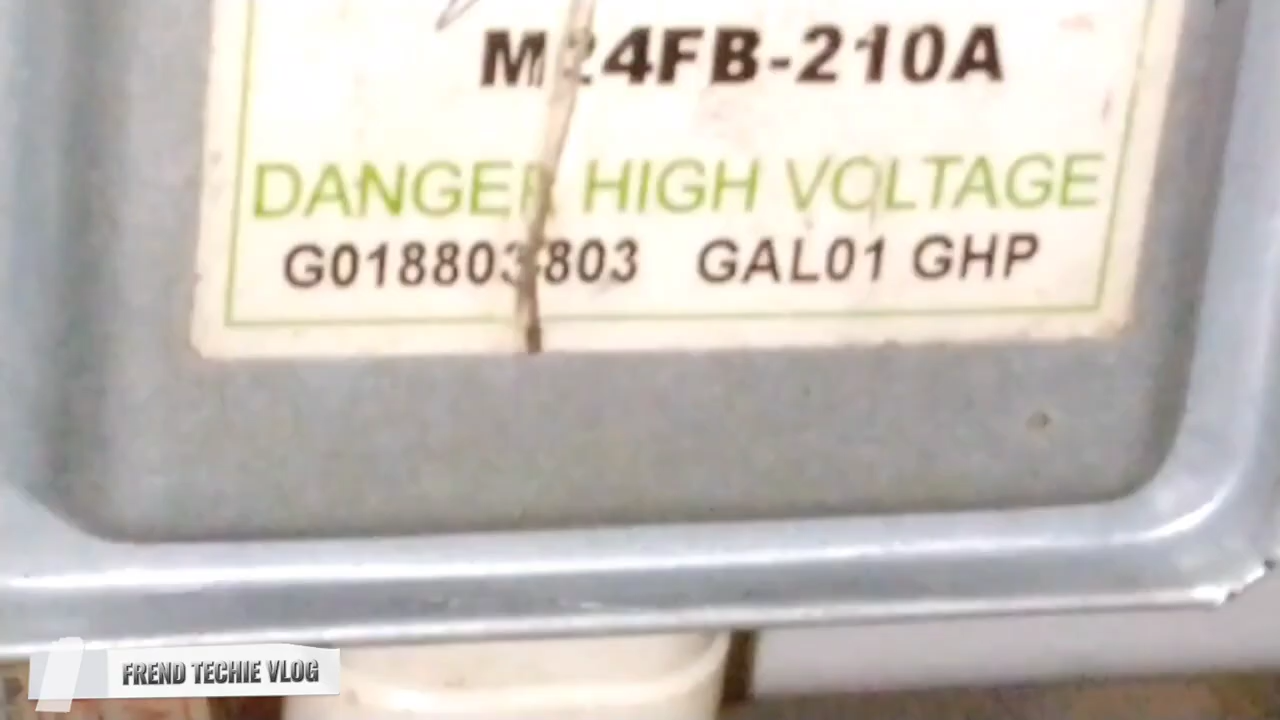 M24FB-210A
DANGER HIGH VOLTAGE
G018803803 GAL01 GHP
FREND TECHIE VLOG